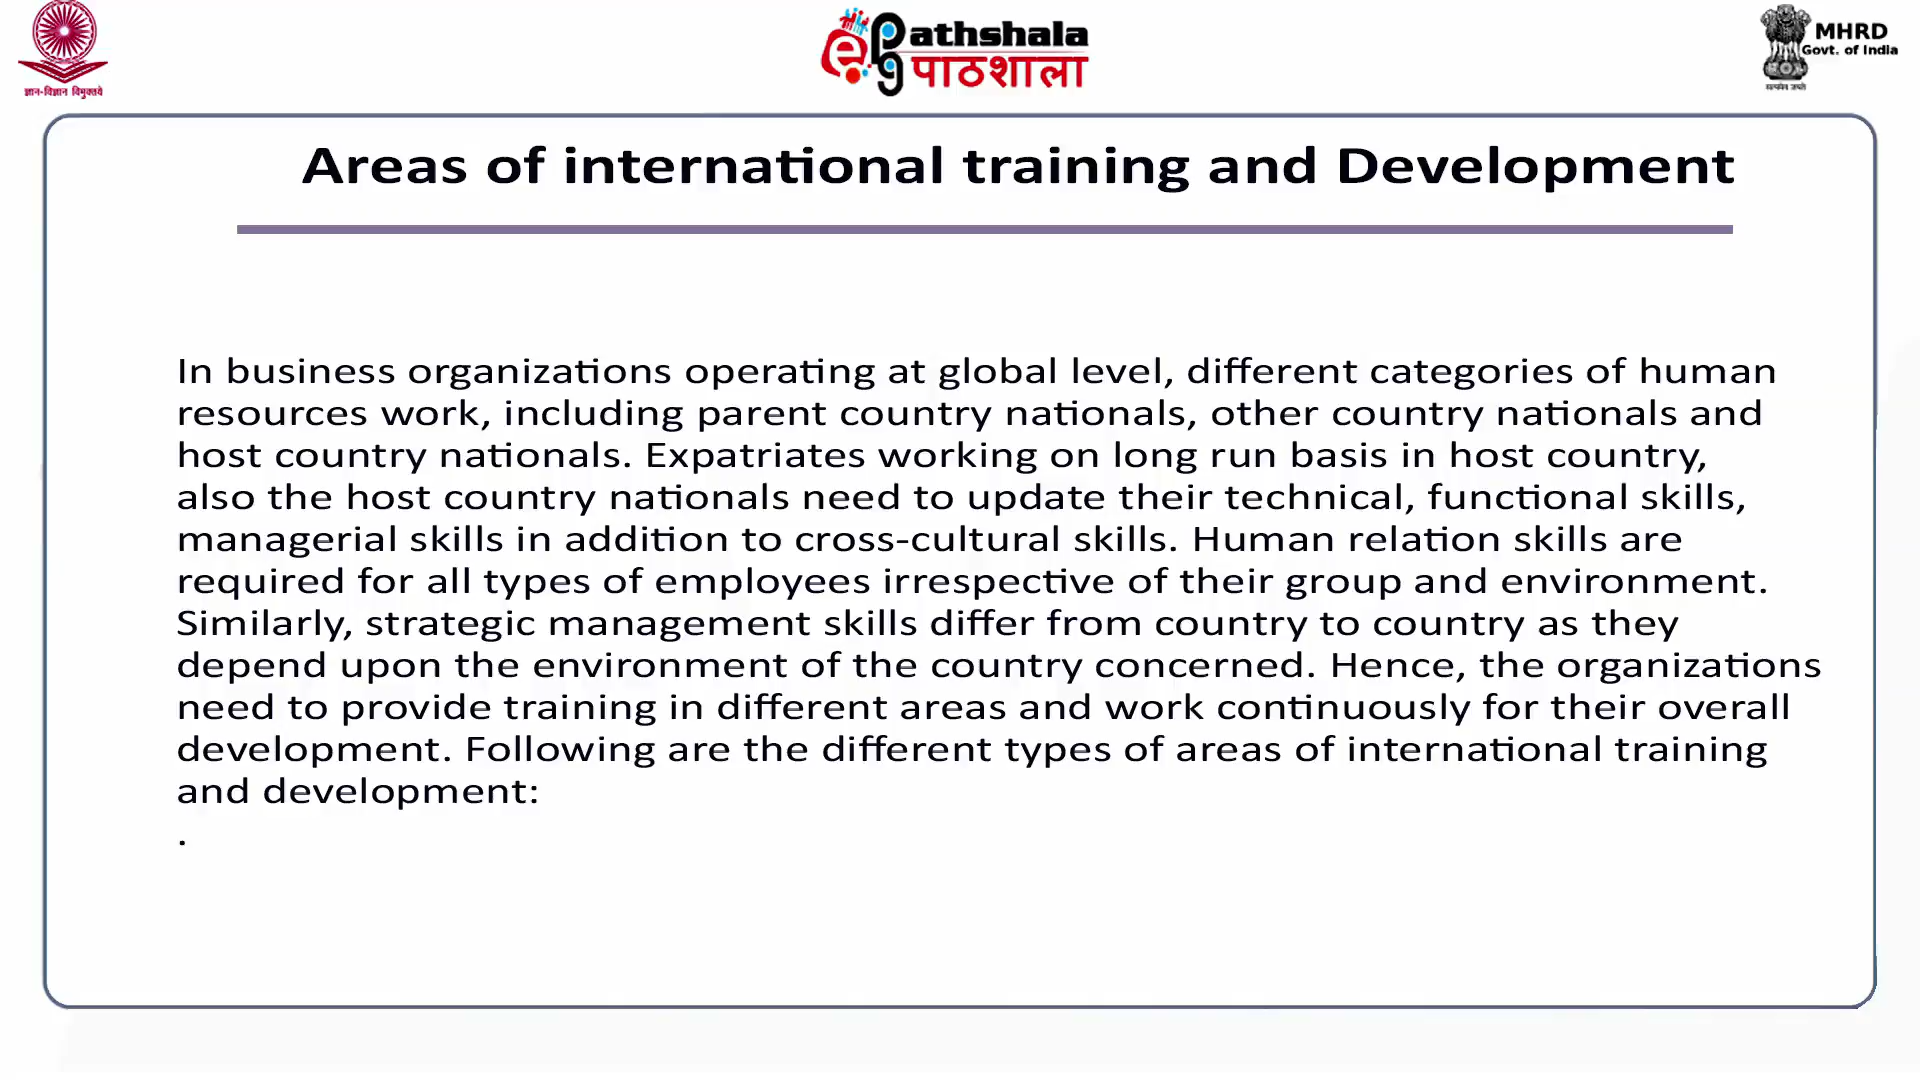 ज्ञान-विज्ञान विमुक्तये
e Pathshala
पाठशाला
MHRD
Govt. of India
सत्यमेव जयते
Areas of international training and Development
In business organizations operating at global level, different categories of human
resources work, including parent country nationals, other country nationals and
host country nationals. Expatriates working on long run basis in host country,
also the host country nationals need to update their technical, functional skills,
managerial skills in addition to cross-cultural skills. Human relation skills are
required for all types of employees irrespective of their group and environment.
Similarly, strategic management skills differ from country to country as they
depend upon the environment of the country concerned. Hence, the organizations
need to provide training in different areas and work continuously for their overall
development. Following are the different types of areas of international training
and development:
.